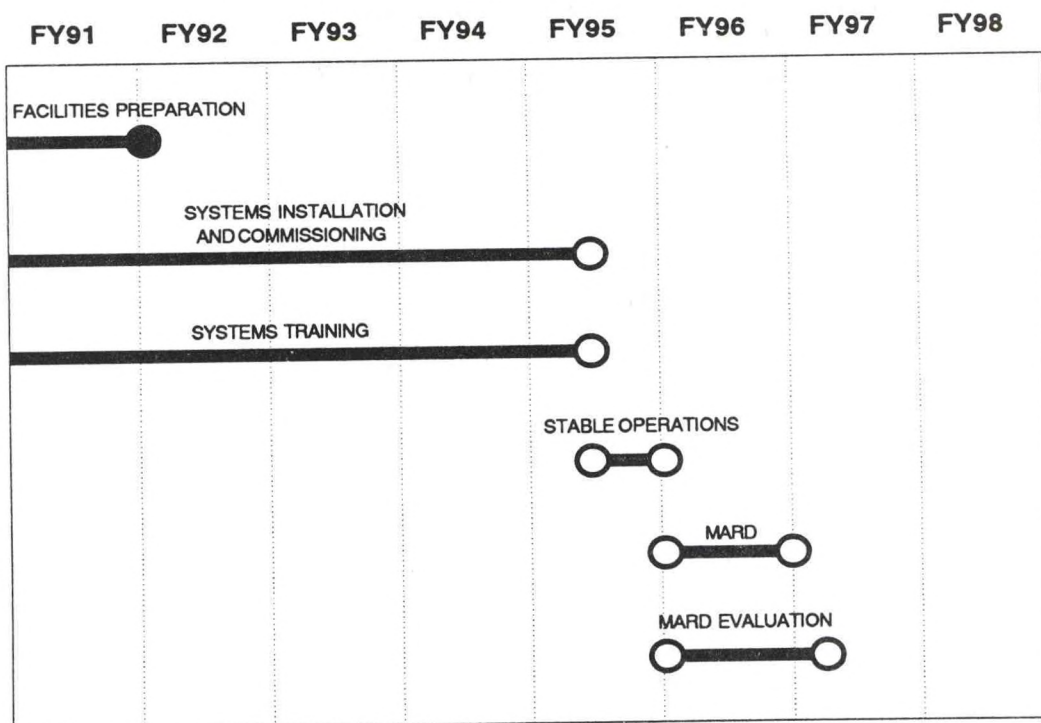 FY91 FY92 FY93 FY94 FY95 FY96 FY97 FY98
FACILITIES PREPARATION
SYSTEMS INSTALLATION
AND COMMISSIONING
SYSTEMS TRAINING
STABLE OPERATIONS
MARD
MARD EVALUATION